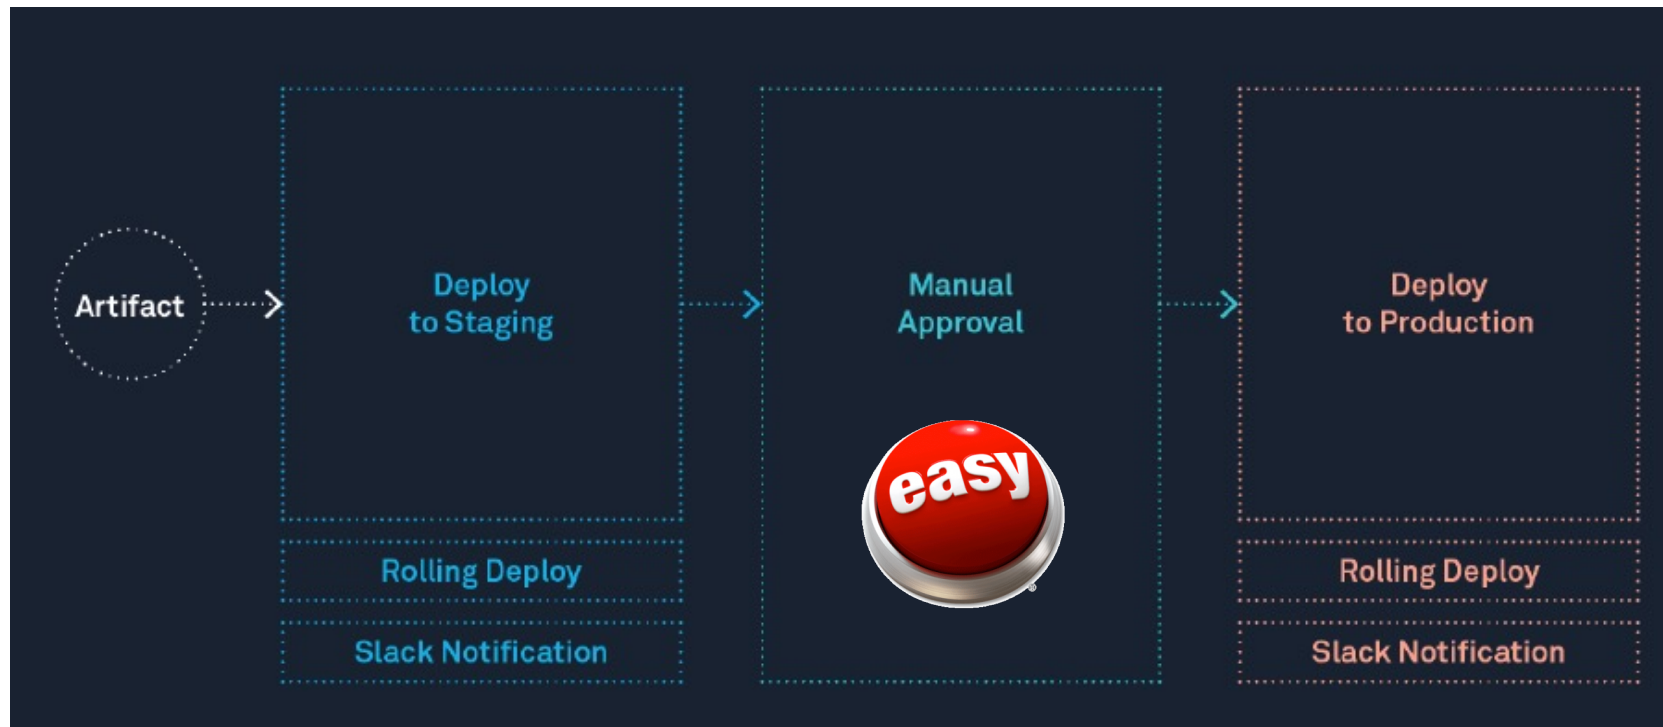 Artifact
Deploy
to Staging
Rolling Deploy
Slack Notification
Manual
Approval
easy
®
Deploy
to Production
Rolling Deploy
Slack Notification